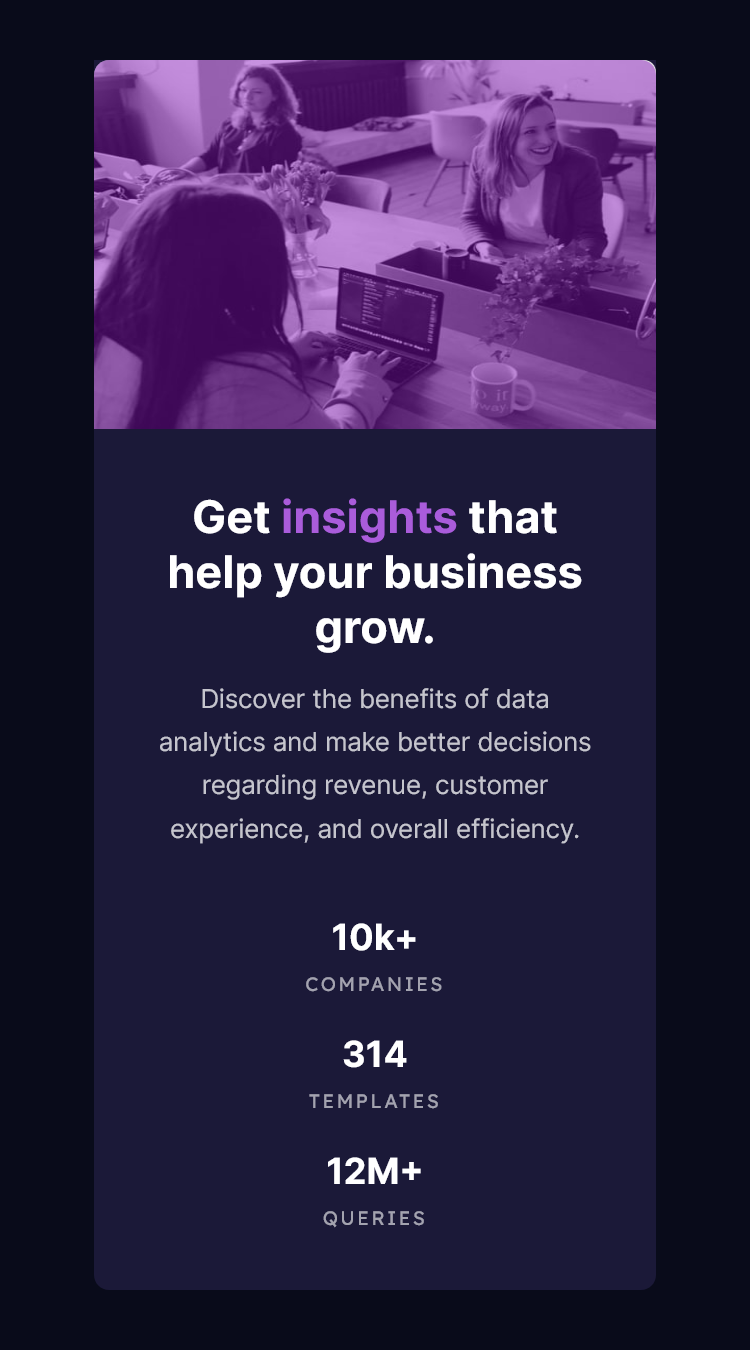 Get insights that
help your business
grow.
Discover the benefits of data
analytics and make better decisions
regarding revenue, customer
experience, and overall efficiency.
10k+
COMPANIES
314
TEMPLATES
12M+
QUERIES